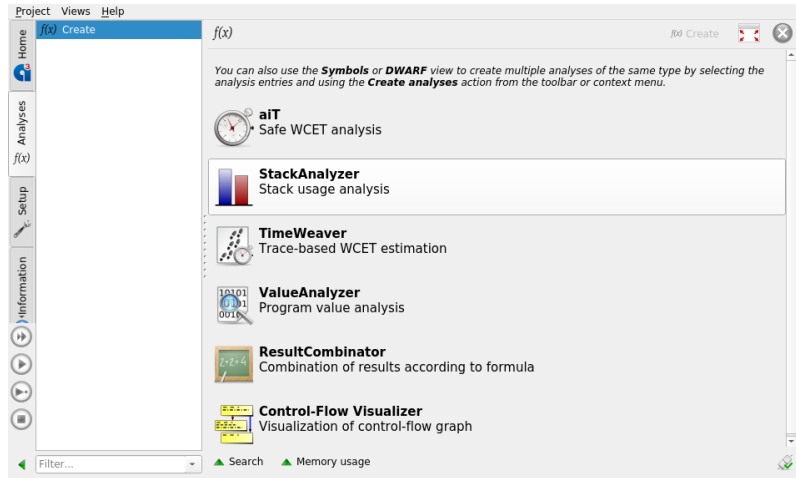 Project Views Help
Home
Analyses
f(x)
Setup
Information
f(x) Create
f(x)
f(x) Create
You can also use the Symbols or DWARF view to create multiple analyses of the same type by selecting the
analysis entries and using the Create analyses action from the toolbar or context menu.
aiT
Safe WCET analysis
StackAnalyzer
Stack usage analysis
TimeWeaver
Trace-based WCET estimation
ValueAnalyzer
Program value analysis
ResultCombinator
Combination of results according to formula
Control-Flow Visualizer
Visualization of control-flow graph
Filter...
Search
Memory usage